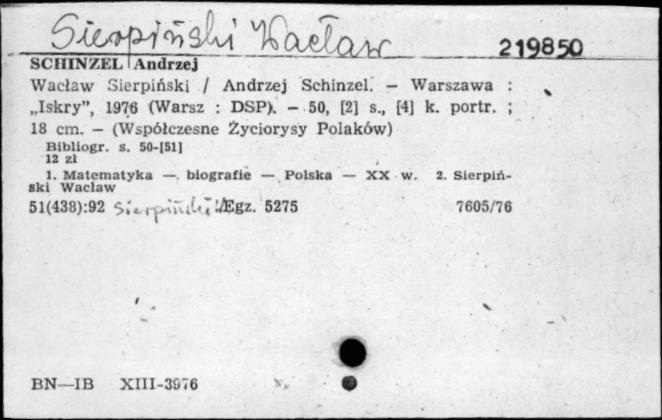 Sierpiński Wacław
219850
SCHINZEL Andrzej
Wacław Sierpiński / Andrzej Schinzel. — Warszawa :
„Iskry”, 1976 (Warsz : DSP). — 50, [2] s., [4] k. portr. ;
18 cm. — (Współczesne Życiorysy Polaków)
Bibliogr. s. 50-[51]
12 zł
1. Matematyka — biografie — Polska — XX w. 2. Sierpiń-
ski Wacław
51(438):92 Sierpiński W Egz. 5275 7605/76
BN—IB XIII-3976